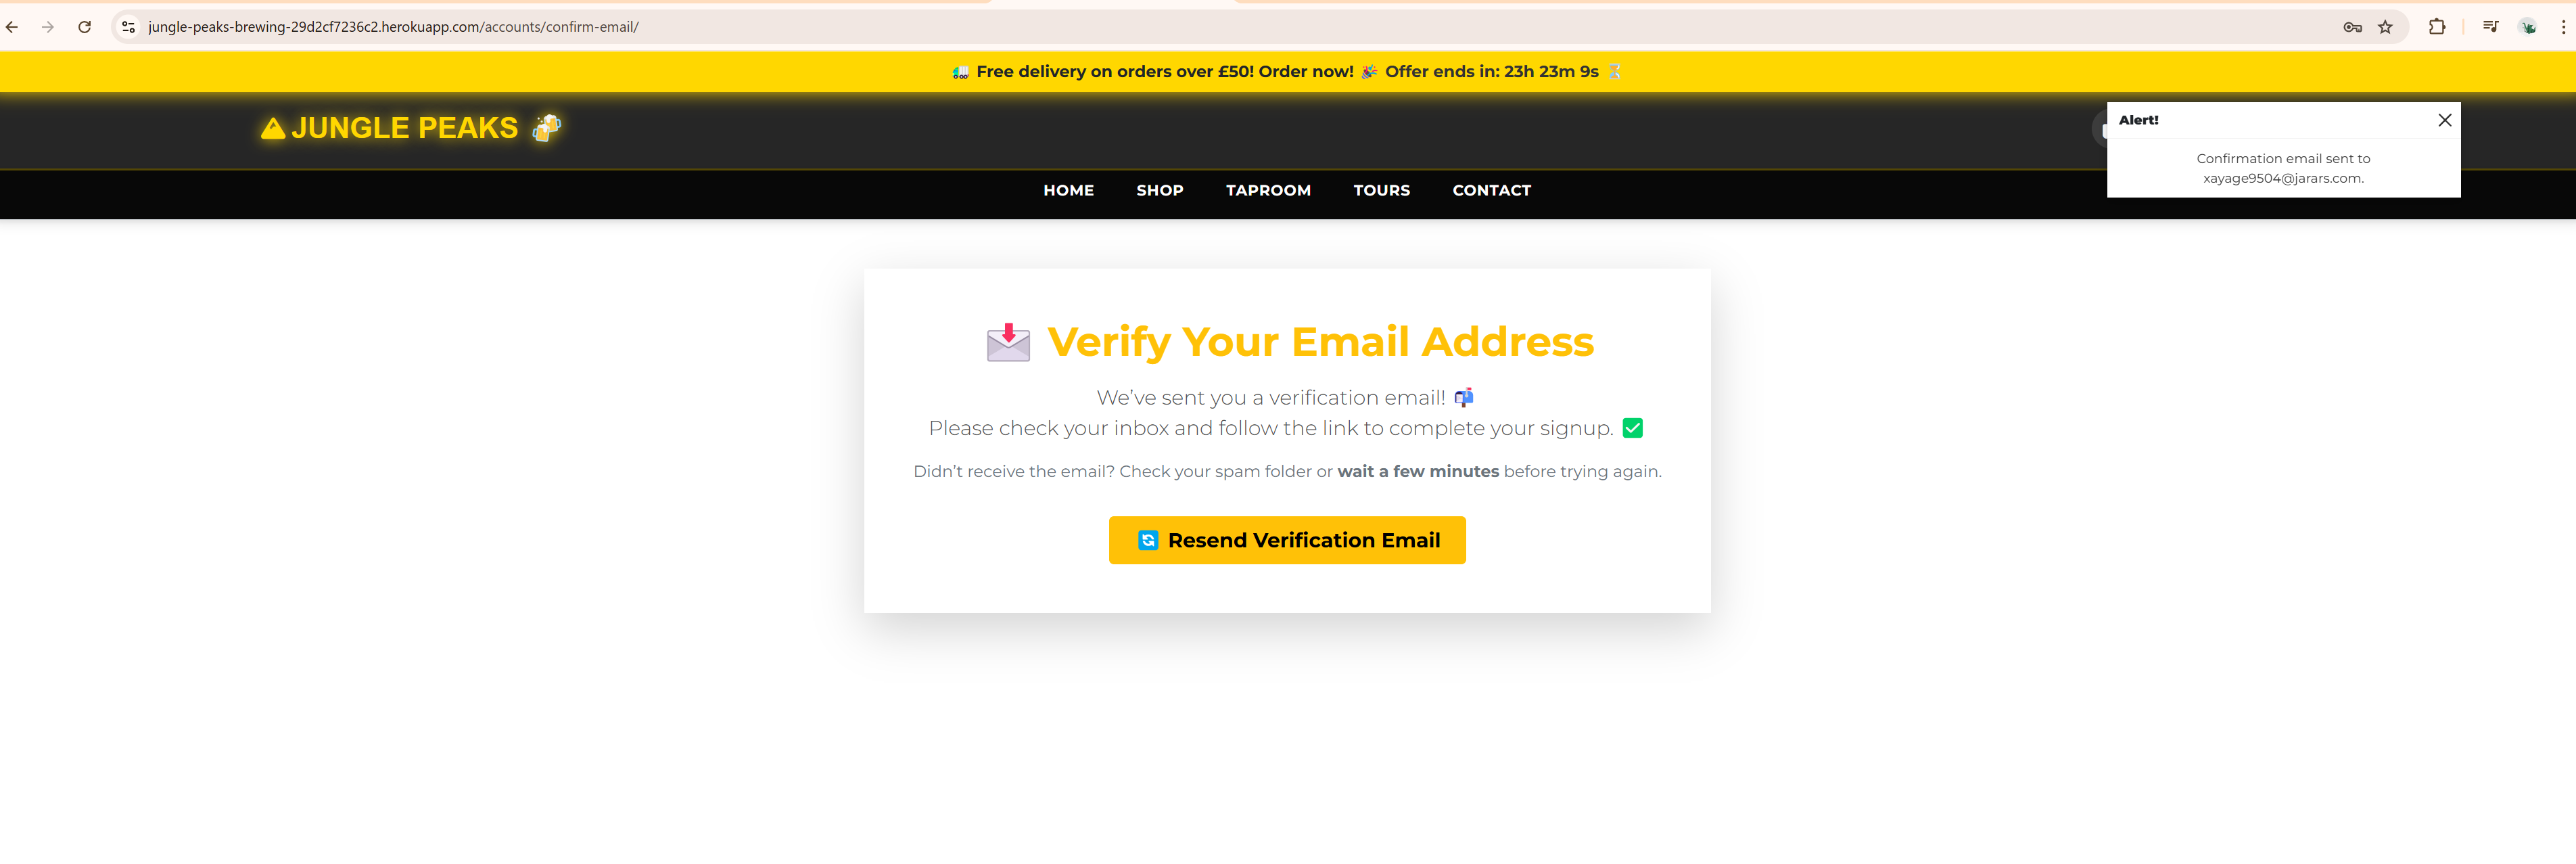 jungle-peaks-brewing-29d2cf7236c2.herokuapp.com/accounts/confirm-email/
🚚 Free delivery on orders over £50! Order now! 🎉 Offer ends in: 23h 23m 9s ⏳
JUNGLE PEAKS 🍻
Alert!
Confirmation email sent to
xayage9504@jarars.com.
HOME SHOP TAPROOM TOURS CONTACT
📩 Verify Your Email Address
We’ve sent you a verification email! 📬
Please check your inbox and follow the link to complete your signup. ✅
Didn’t receive the email? Check your spam folder or wait a few minutes before trying again.
🔄 Resend Verification Email